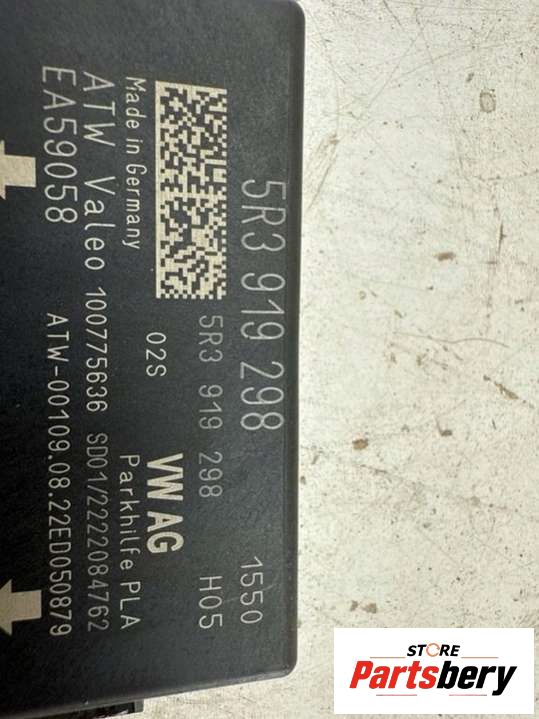 5R3 919 298 1550
5R3 919 298 H05
02S VW AG
Made in Germany Parkhilfe PLA
ATW Valeo 100775636 SD01/2222084762
EA59058 ATW-00109.08.22ED050879
STORE
Partsbery